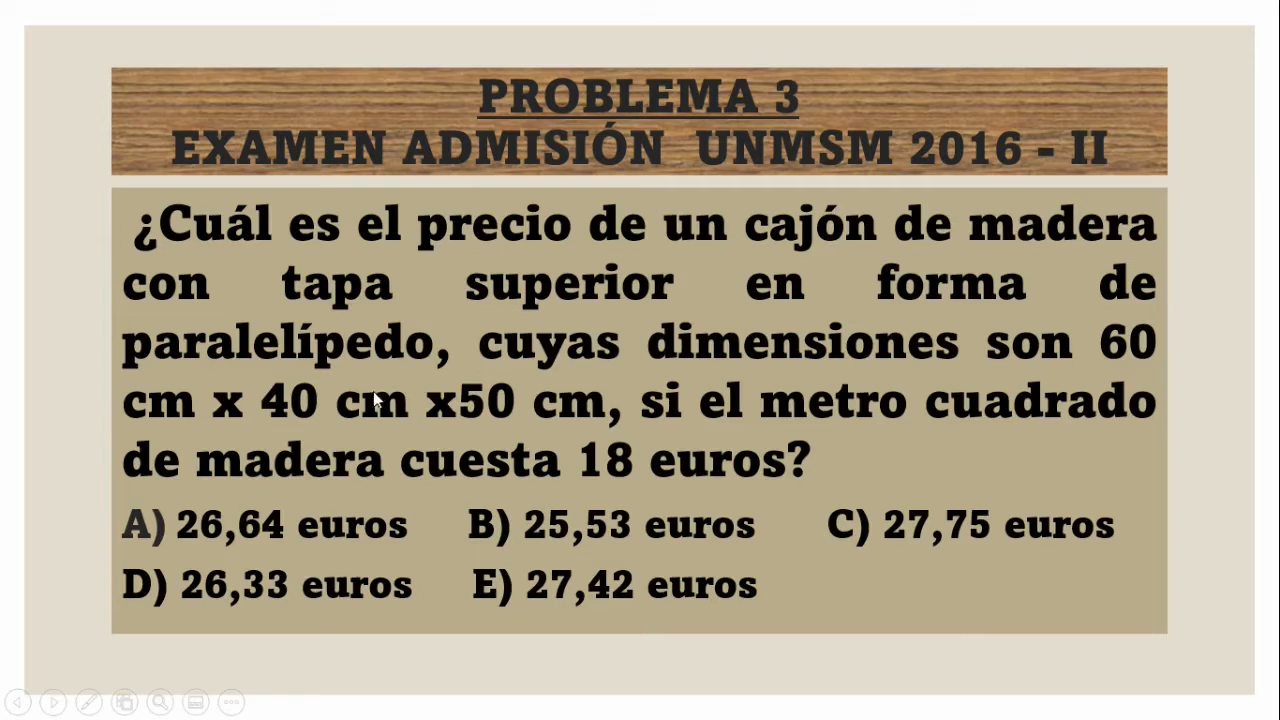 PROBLEMA 3
EXAMEN ADMISIÓN UNMSM 2016 - II
¿Cuál es el precio de un cajón de madera
con tapa superior en forma de
paralelípedo, cuyas dimensiones son 60
cm x 40 cm x50 cm, si el metro cuadrado
de madera cuesta 18 euros?
A) 26,64 euros B) 25,53 euros C) 27,75 euros
D) 26,33 euros E) 27,42 euros